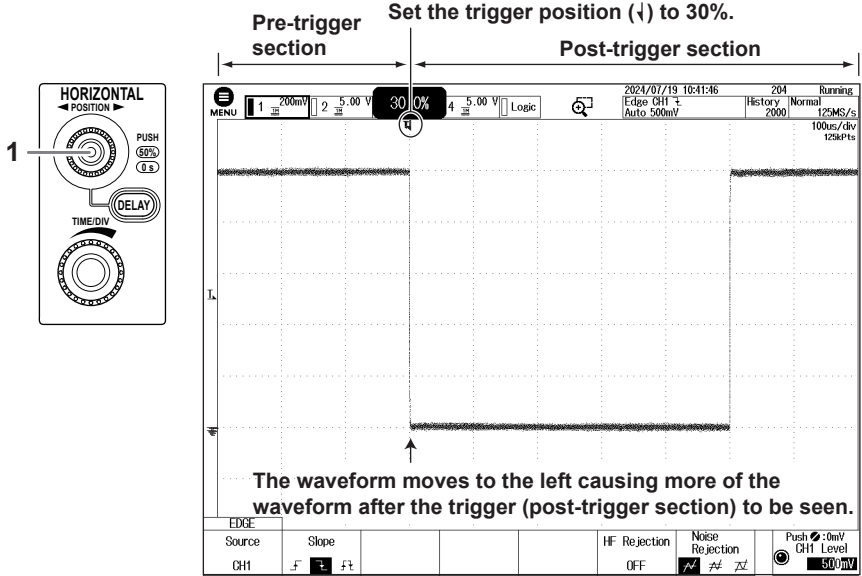 Set the trigger position (↲) to 30%.
Pre-trigger
section
Post-trigger section
HORIZONTAL
◄ POSITION ►
1
PUSH
50%
0 s
DELAY
TIME/DIV
MENU
1 1M 200mV
2 1M 5.00 V
30.0%
4 1M 5.00 V
Logic
2024/07/19 10:41:46
Edge CH1
Auto 500mV
204
History
2000
Running
Normal
125MS/s
100us/div
125kPts
T
The waveform moves to the left causing more of the
waveform after the trigger (post-trigger section) to be seen.
EDGE
Source
CH1
Slope
HF Rejection
OFF
Noise
Rejection
Push :0mV
CH1 Level
500mV